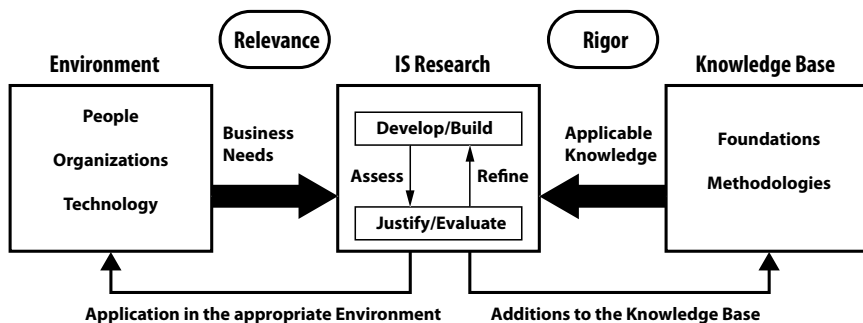 Relevance
Rigor
Environment
IS Research
Knowledge Base
People
Organizations
Technology
Business
Needs
Develop/Build
Assess
Refine
Justify/Evaluate
Applicable
Knowledge
Foundations
Methodologies
Application in the appropriate Environment
Additions to the Knowledge Base